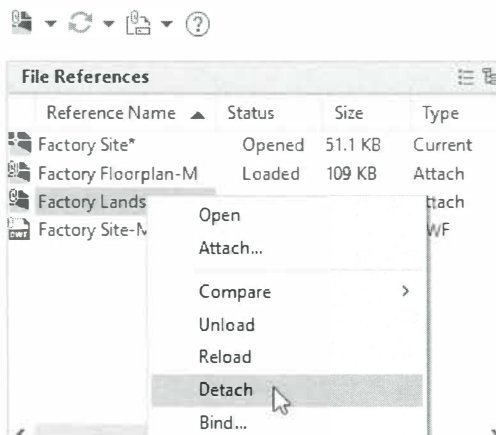 File References
Reference Name Status Size Type
Factory Site* Opened 51.1 KB Current
Factory Floorplan-M Loaded 109 KB Attach
Factory Lands ttach
Factory Site-M WF
Open
Attach...
Compare
Unload
Reload
Detach
Bind...